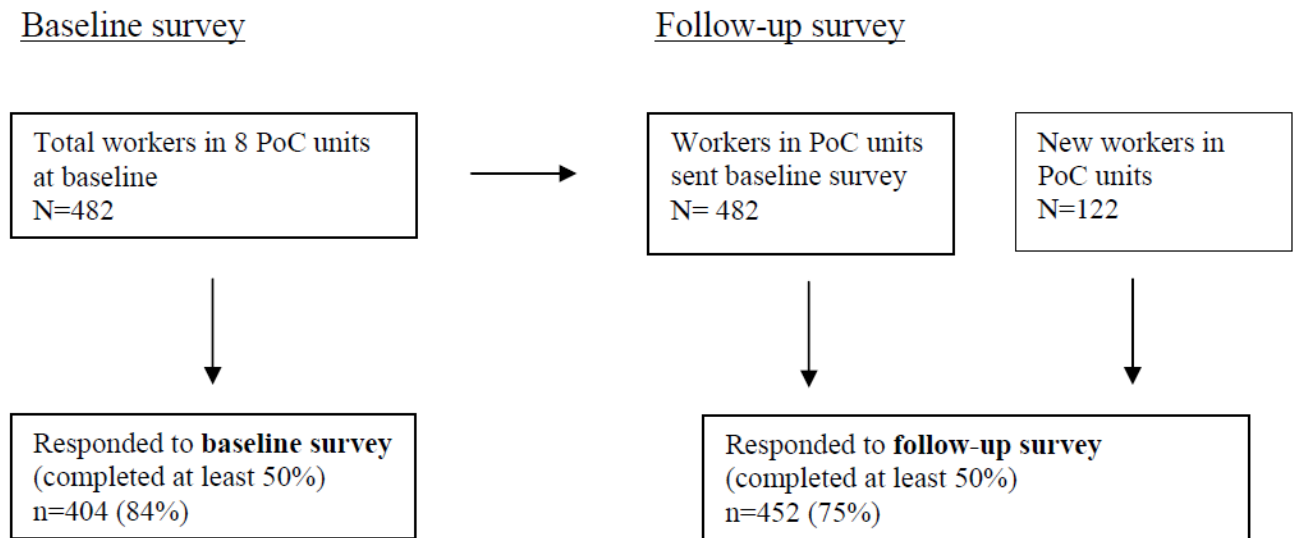 Baseline survey
Follow-up survey
Total workers in 8 PoC units
at baseline
N=482
Workers in PoC units
sent baseline survey
N= 482
New workers in
PoC units
N=122
Responded to baseline survey
(completed at least 50%)
n=404 (84%)
Responded to follow-up survey
(completed at least 50%)
n=452 (75%)